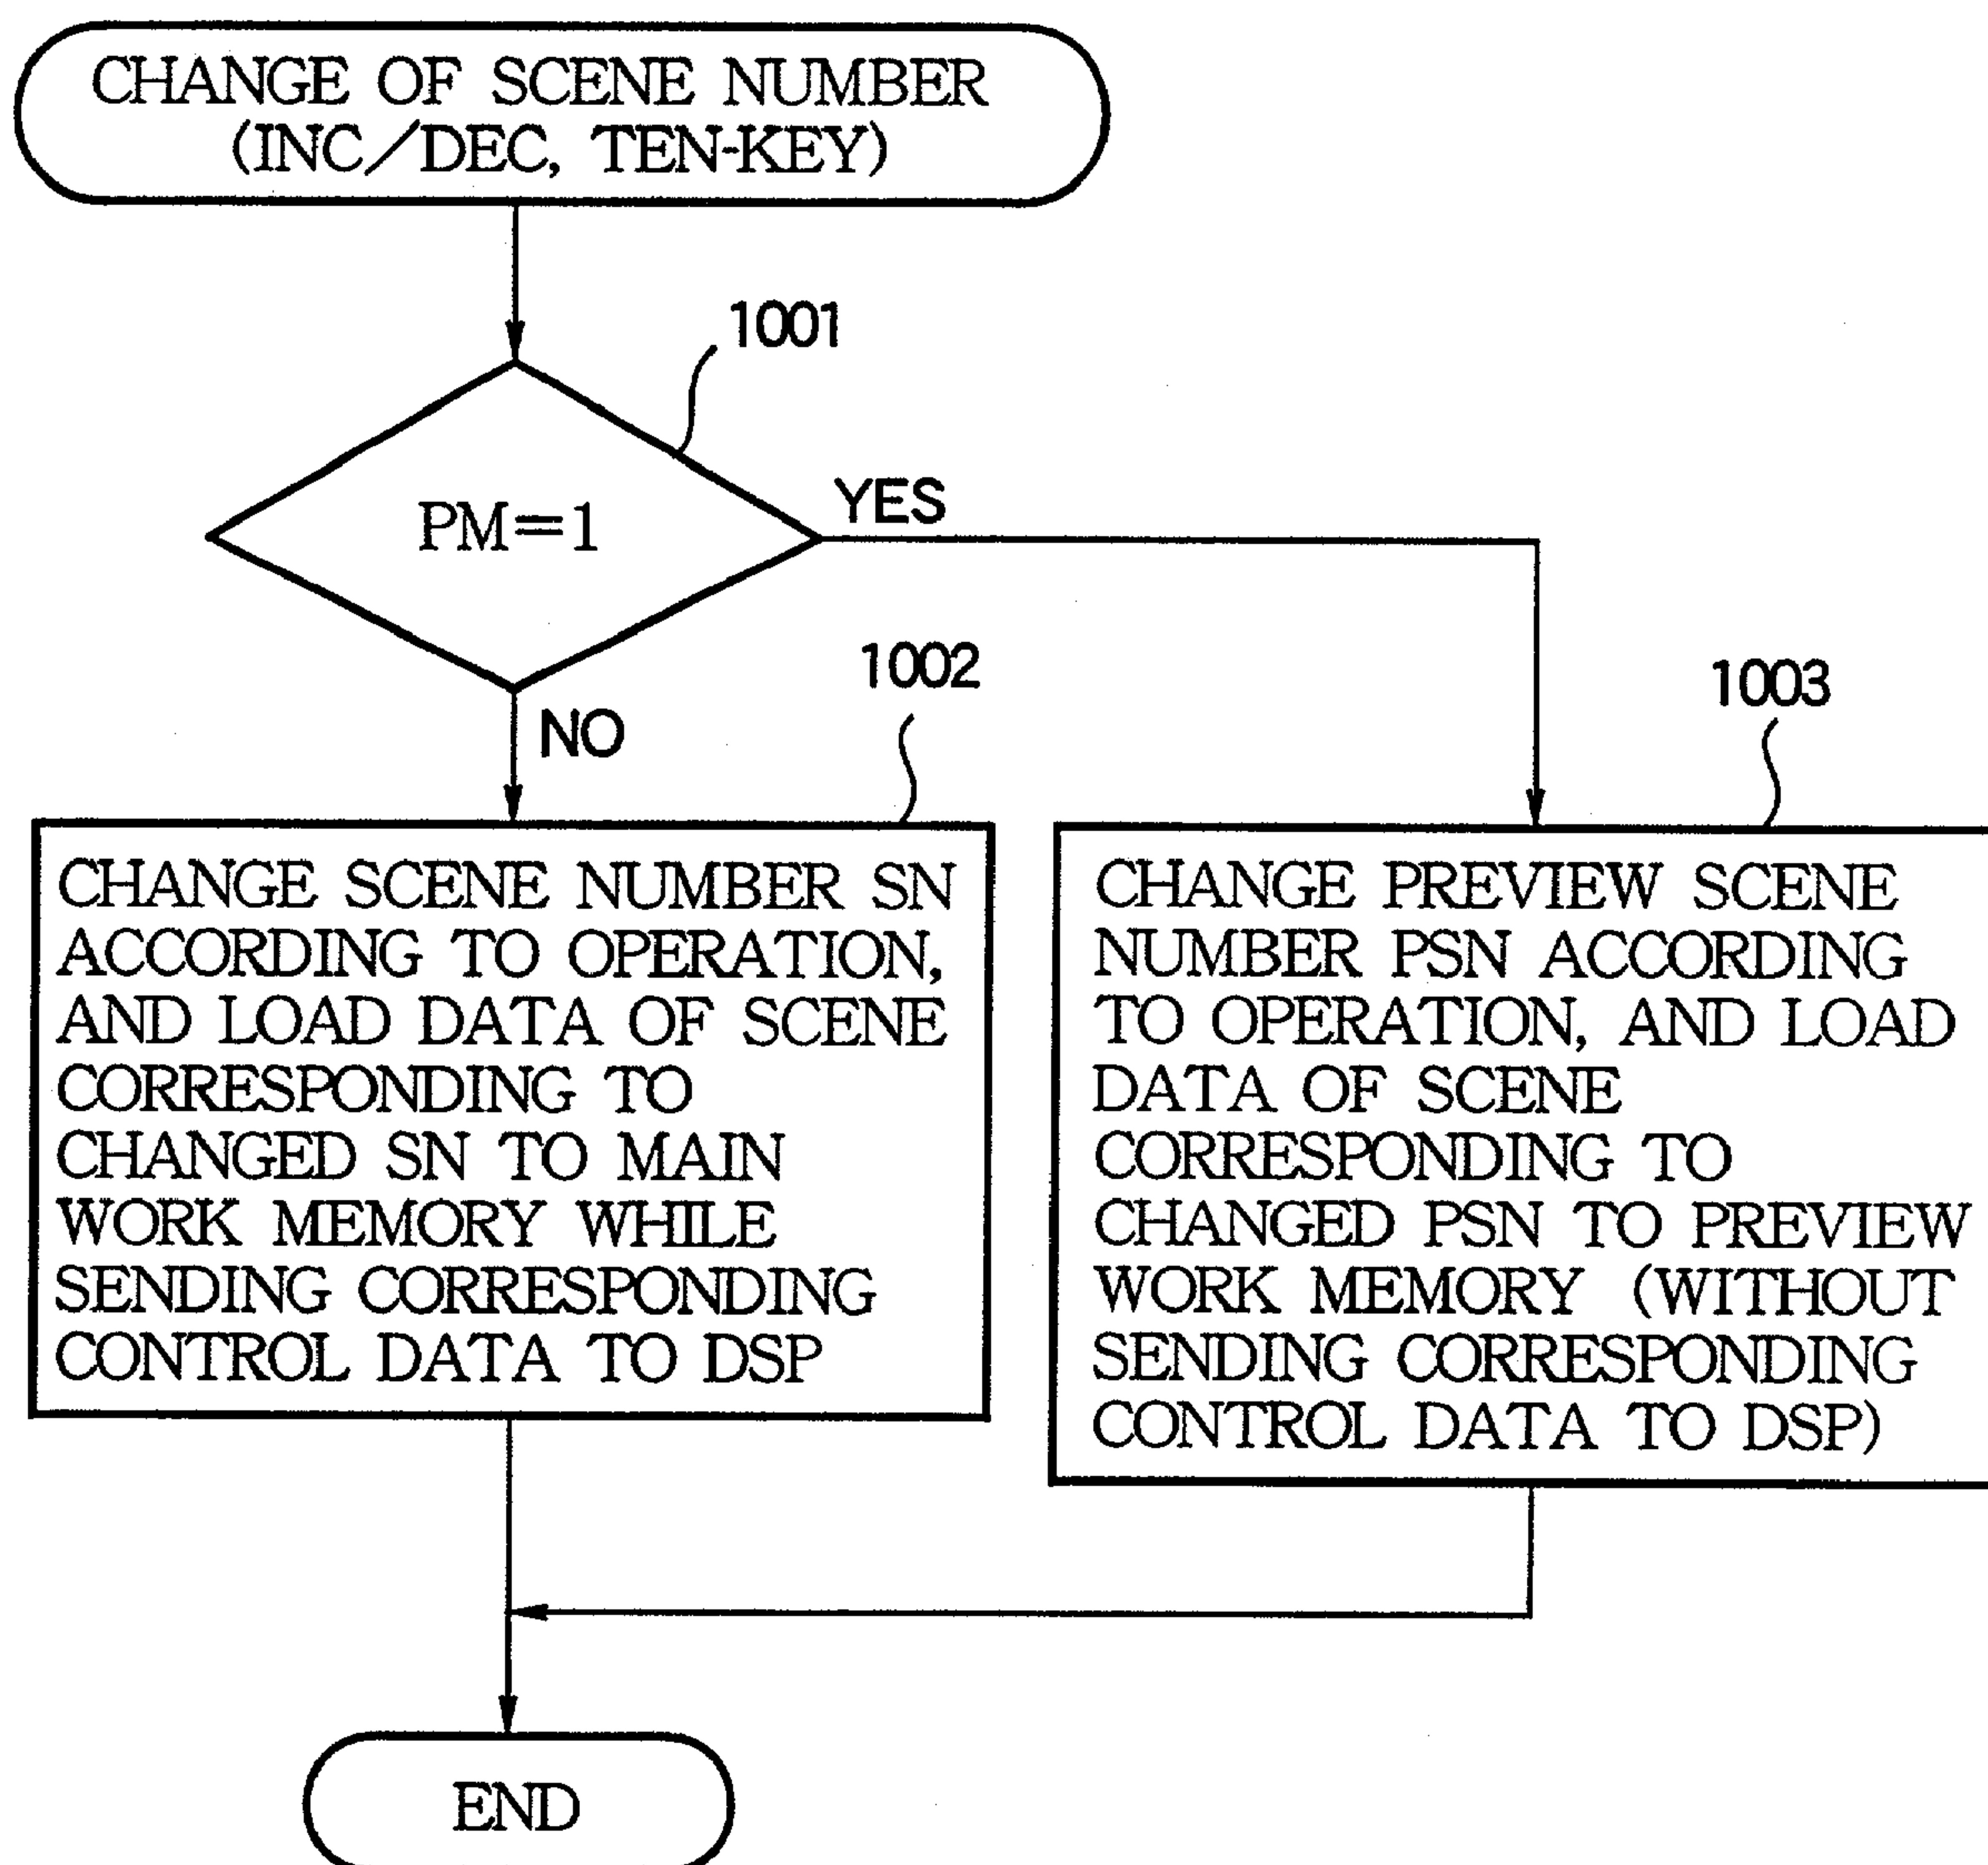 CHANGE OF SCENE NUMBER
(INC/DEC, TEN-KEY)
1001
PM=1
YES
NO
1002
CHANGE SCENE NUMBER SN
ACCORDING TO OPERATION,
AND LOAD DATA OF SCENE
CORRESPONDING TO
CHANGED SN TO MAIN
WORK MEMORY WHILE
SENDING CORRESPONDING
CONTROL DATA TO DSP
1003
CHANGE PREVIEW SCENE
NUMBER PSN ACCORDING
TO OPERATION, AND LOAD
DATA OF SCENE
CORRESPONDING TO
CHANGED PSN TO PREVIEW
WORK MEMORY (WITHOUT
SENDING CORRESPONDING
CONTROL DATA TO DSP)
END